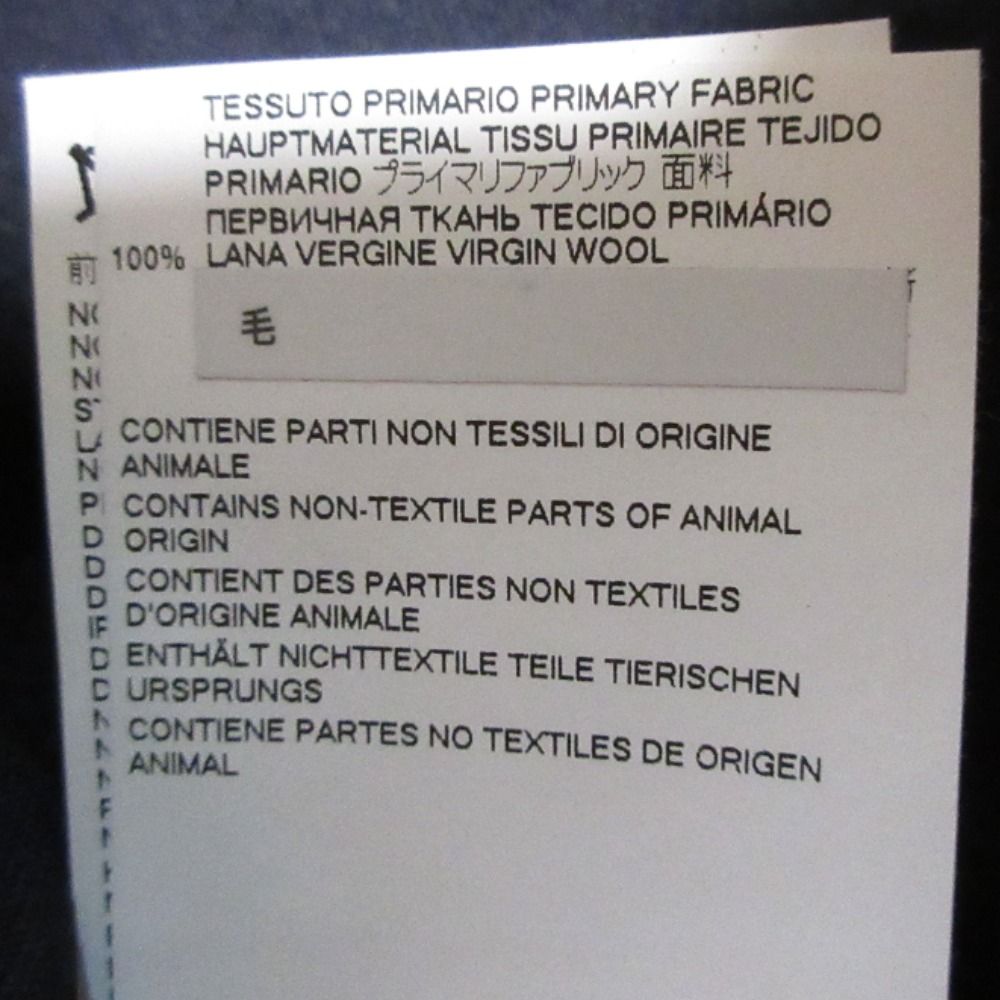 TESSUTO PRIMARIO PRIMARY FABRIC
HAUPTMATERIAL TISSU PRIMAIRE TEJIDO
PRIMARIO プライマリファブリック 面料
ПЕРВИЧНАЯ ТКАНЬ TECIDO PRIMÁRIO
100% LANA VERGINE VIRGIN WOOL
毛
CONTIENE PARTI NON TESSILI DI ORIGINE
ANIMALE
CONTAINS NON-TEXTILE PARTS OF ANIMAL
ORIGIN
CONTIENT DES PARTIES NON TEXTILES
D'ORIGINE ANIMALE
ENTHÄLT NICHTTEXTILE TEILE TIERISCHEN
URSPRUNGS
CONTIENE PARTES NO TEXTILES DE ORIGEN
ANIMAL